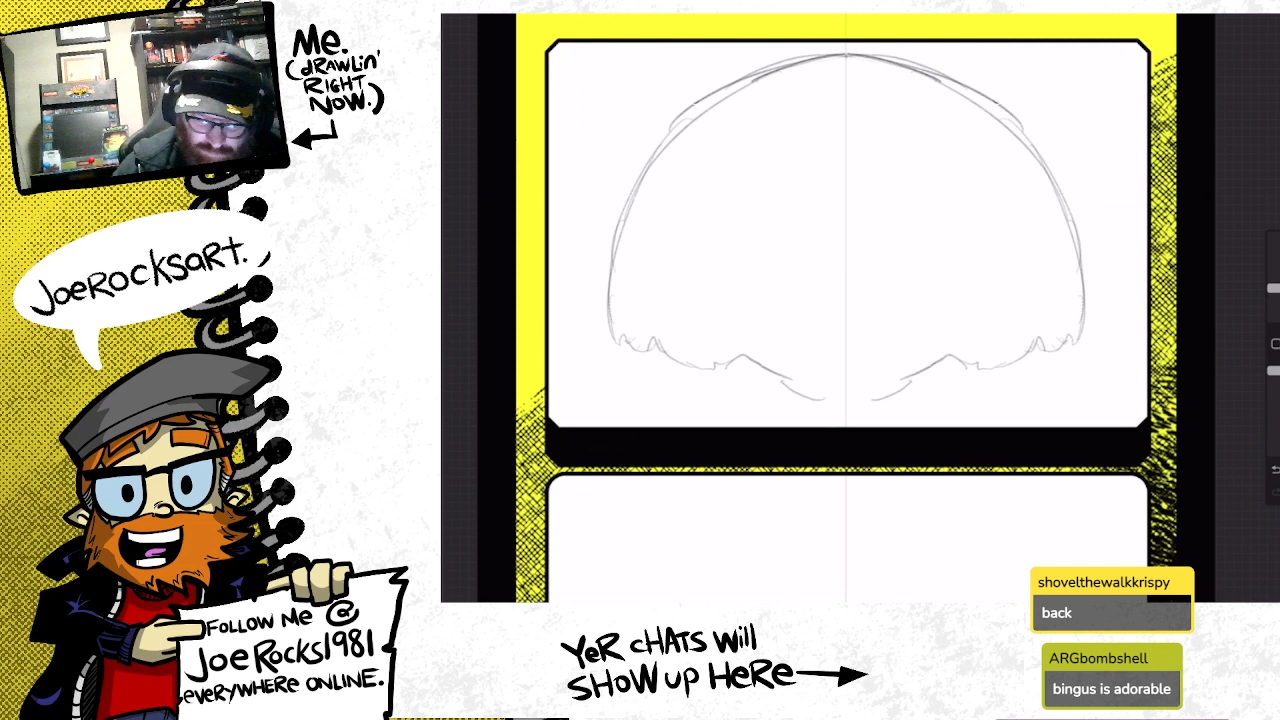 Me.
(dRAWLiN'
RiGHT
NOW.)
JoeROcKsaRt.
FOLLOW Me @
JoeRocks1981
everywhere online.
YeR cHATs Will
SHOW up HeRe
shovelthewalkkrispy
back
ARGbombshell
bingus is adorable